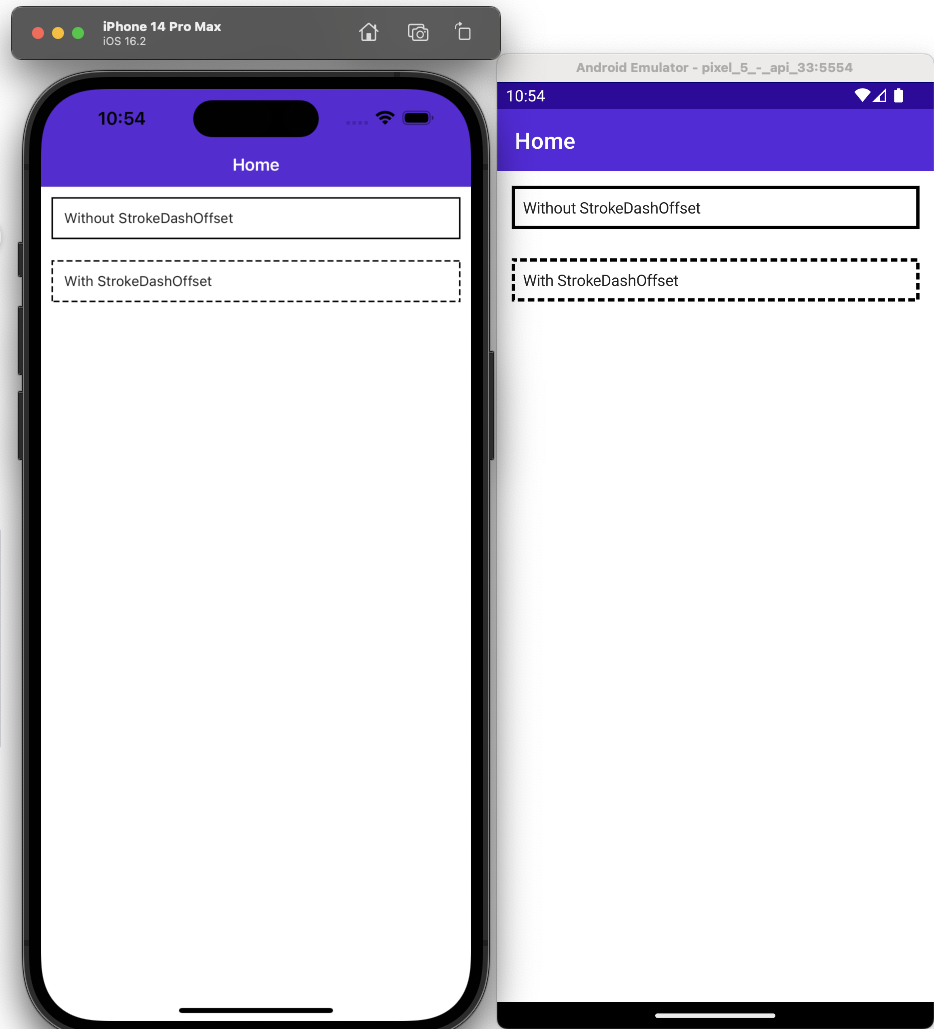 iPhone 14 Pro Max
iOS 16.2
10:54
Home
Without StrokeDashOffset
With StrokeDashOffset
Android Emulator - pixel_5_-_api_33:5554
10:54
Home
Without StrokeDashOffset
With StrokeDashOffset